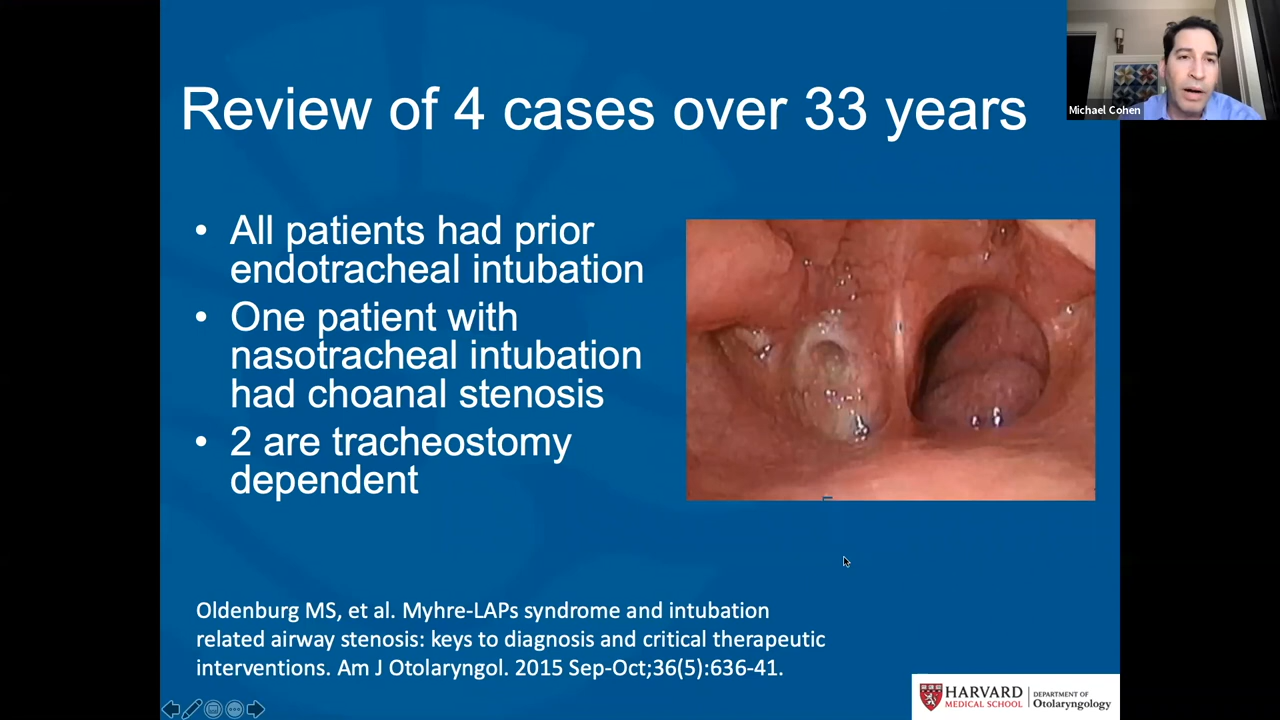 Michael Cohen
Review of 4 cases over 33 years
• All patients had prior
endotracheal intubation
• One patient with
nasotracheal intubation
had choanal stenosis
• 2 are tracheostomy
dependent
Oldenburg MS, et al. Myhre-LAPs syndrome and intubation
related airway stenosis: keys to diagnosis and critical therapeutic
interventions. Am J Otolaryngol. 2015 Sep-Oct;36(5):636-41.
HARVARD
MEDICAL SCHOOL
DEPARTMENT OF
Otolaryngology